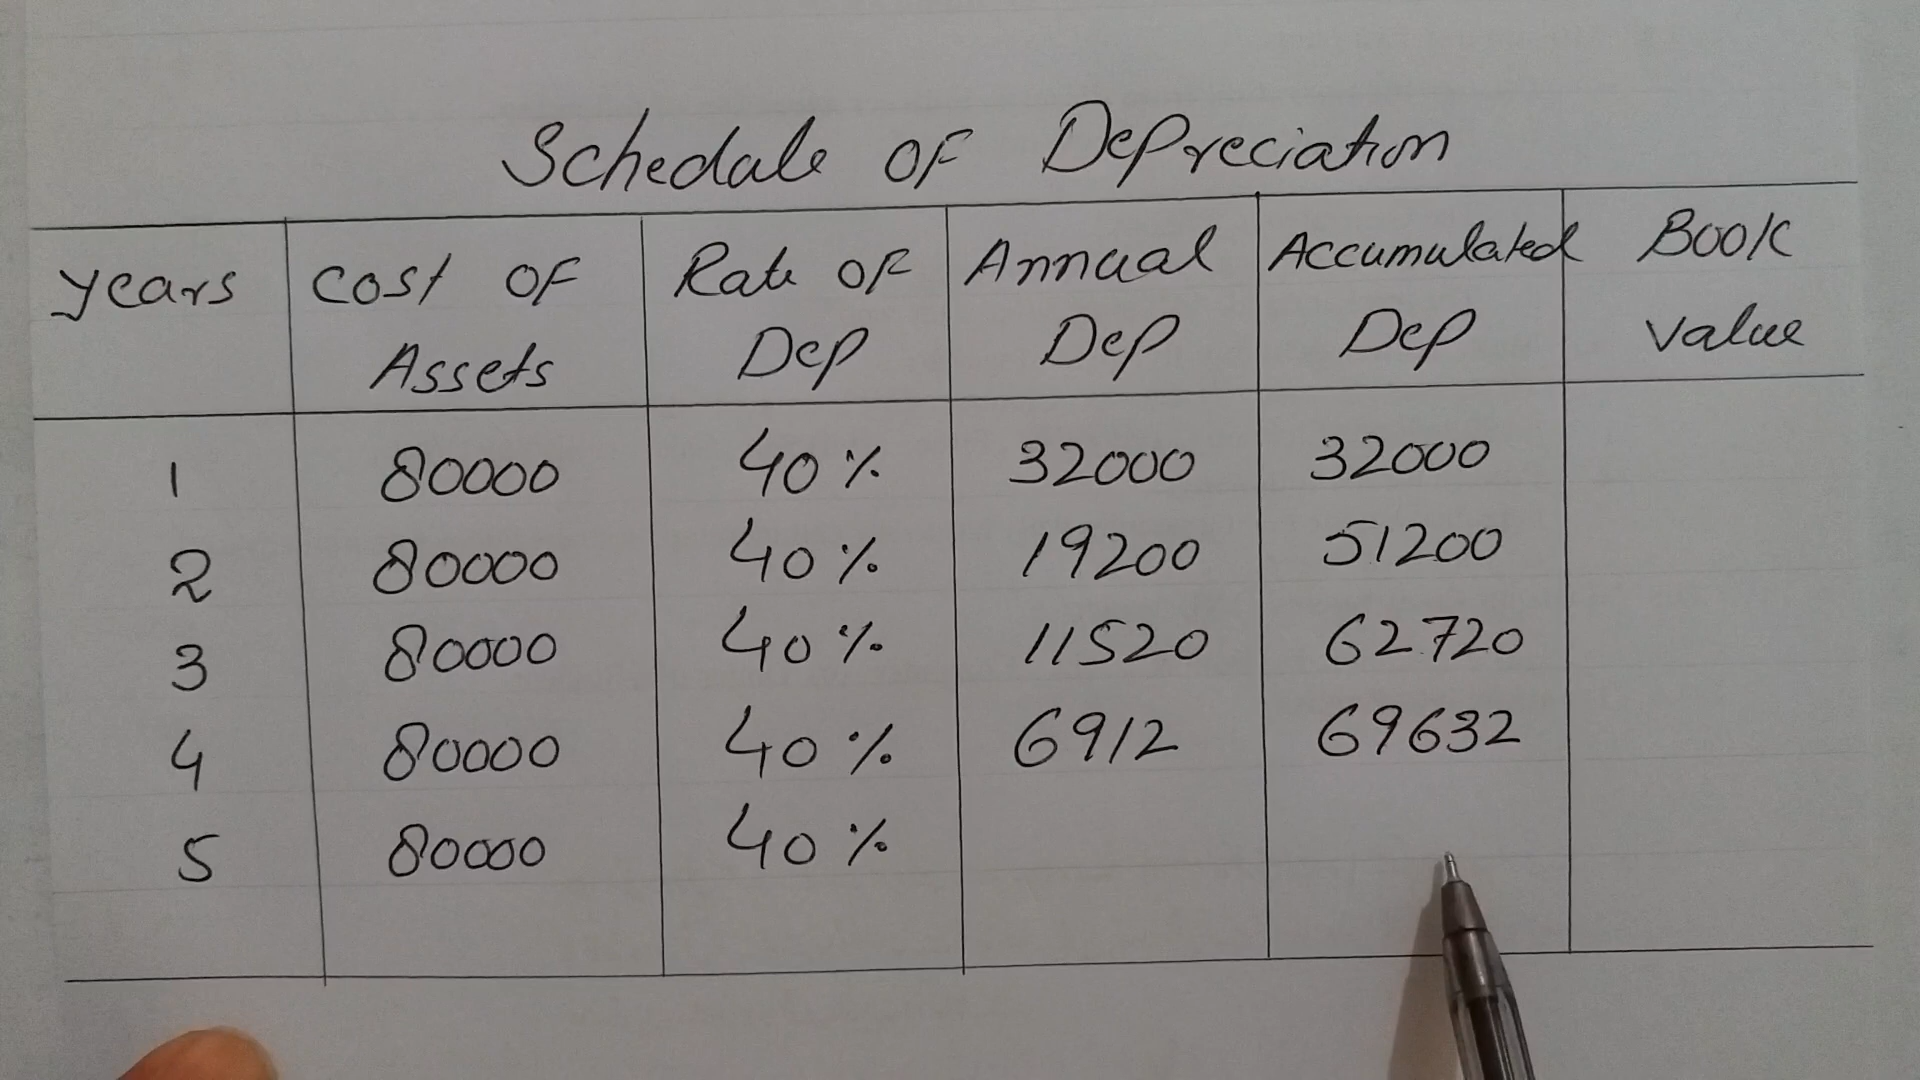 Schedule of Depreciation
years | Cost of Assets | Rate of Dep | Annual Dep | Accumulated Dep | Book value
1 | 80000 | 40% | 32000 | 32000
2 | 80000 | 40% | 19200 | 51200
3 | 80000 | 40% | 11520 | 62720
4 | 80000 | 40% | 6912 | 69632
5 | 80000 | 40%